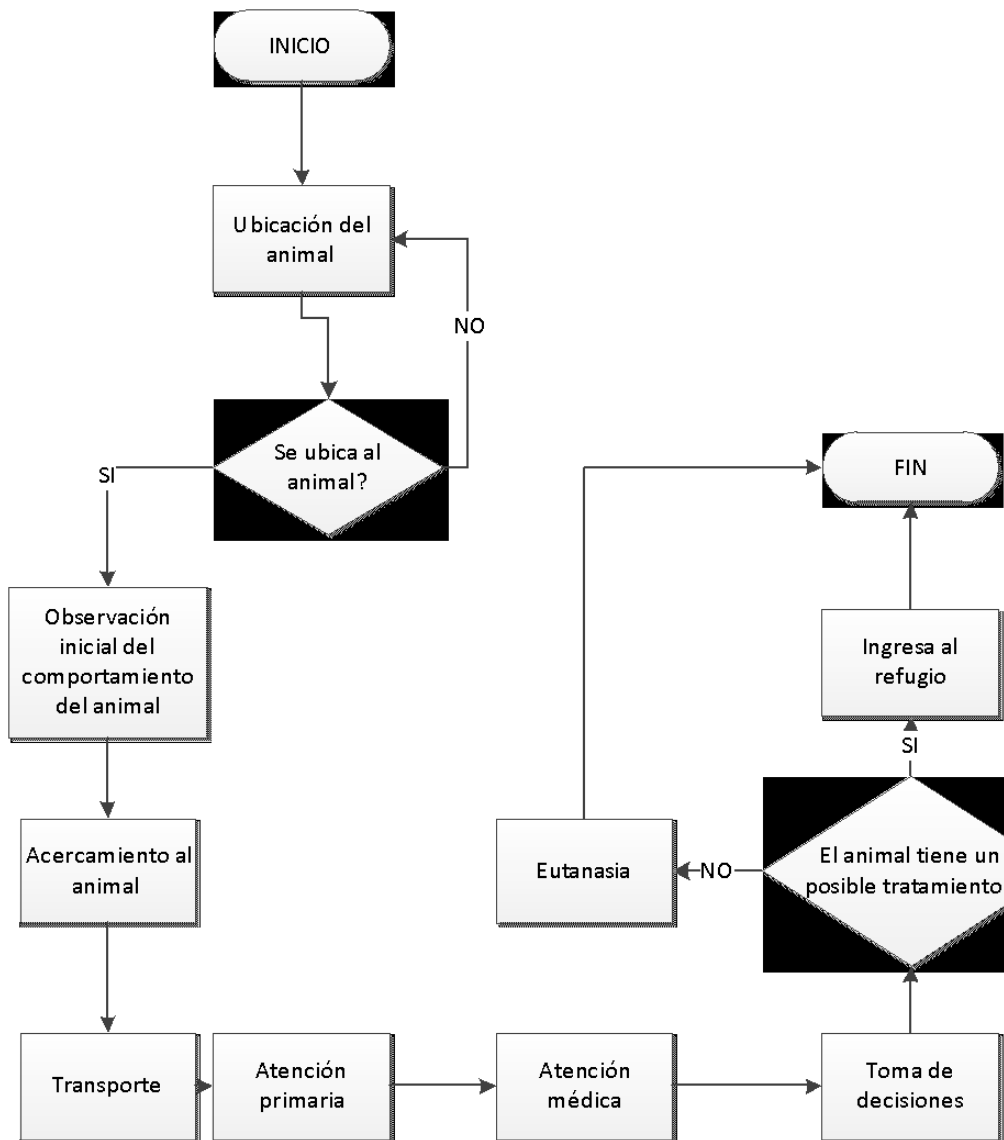 INICIO
Ubicación del
animal
NO
Se ubica al
animal?
SI
Observación
inicial del
comportamiento
del animal
Acercamiento al
animal
Transporte
Atención
primaria
Atención
médica
Toma de
decisiones
El animal tiene un
posible tratamiento
NO
Eutanasia
SI
Ingresa al
refugio
FIN